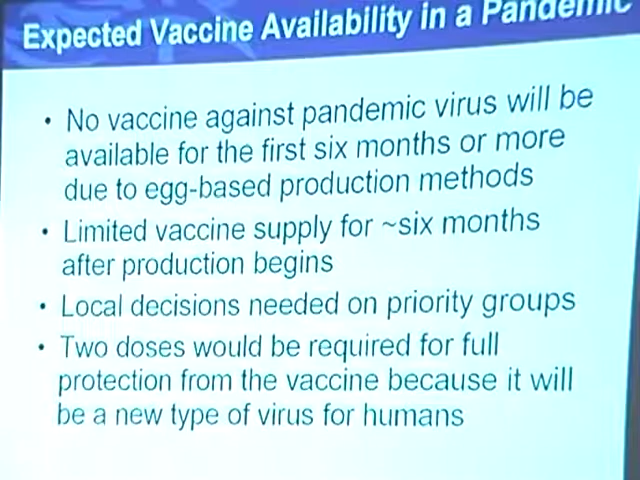 Expected Vaccine Availability in a Pandemic
• No vaccine against pandemic virus will be
available for the first six months or more
due to egg-based production methods
• Limited vaccine supply for ~six months
after production begins
• Local decisions needed on priority groups
• Two doses would be required for full
protection from the vaccine because it will
be a new type of virus for humans